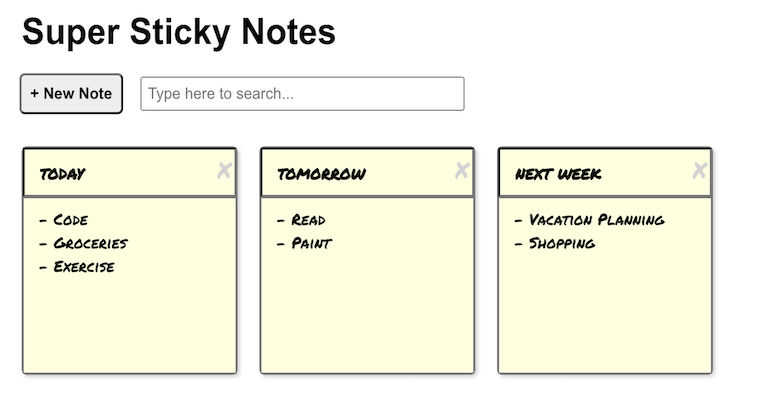 Super Sticky Notes
+ New Note
Type here to search...
TODAY
- Code
- Groceries
- Exercise
TOMORROW
- Read
- Paint
NEXT WEEK
- Vacation Planning
- Shopping